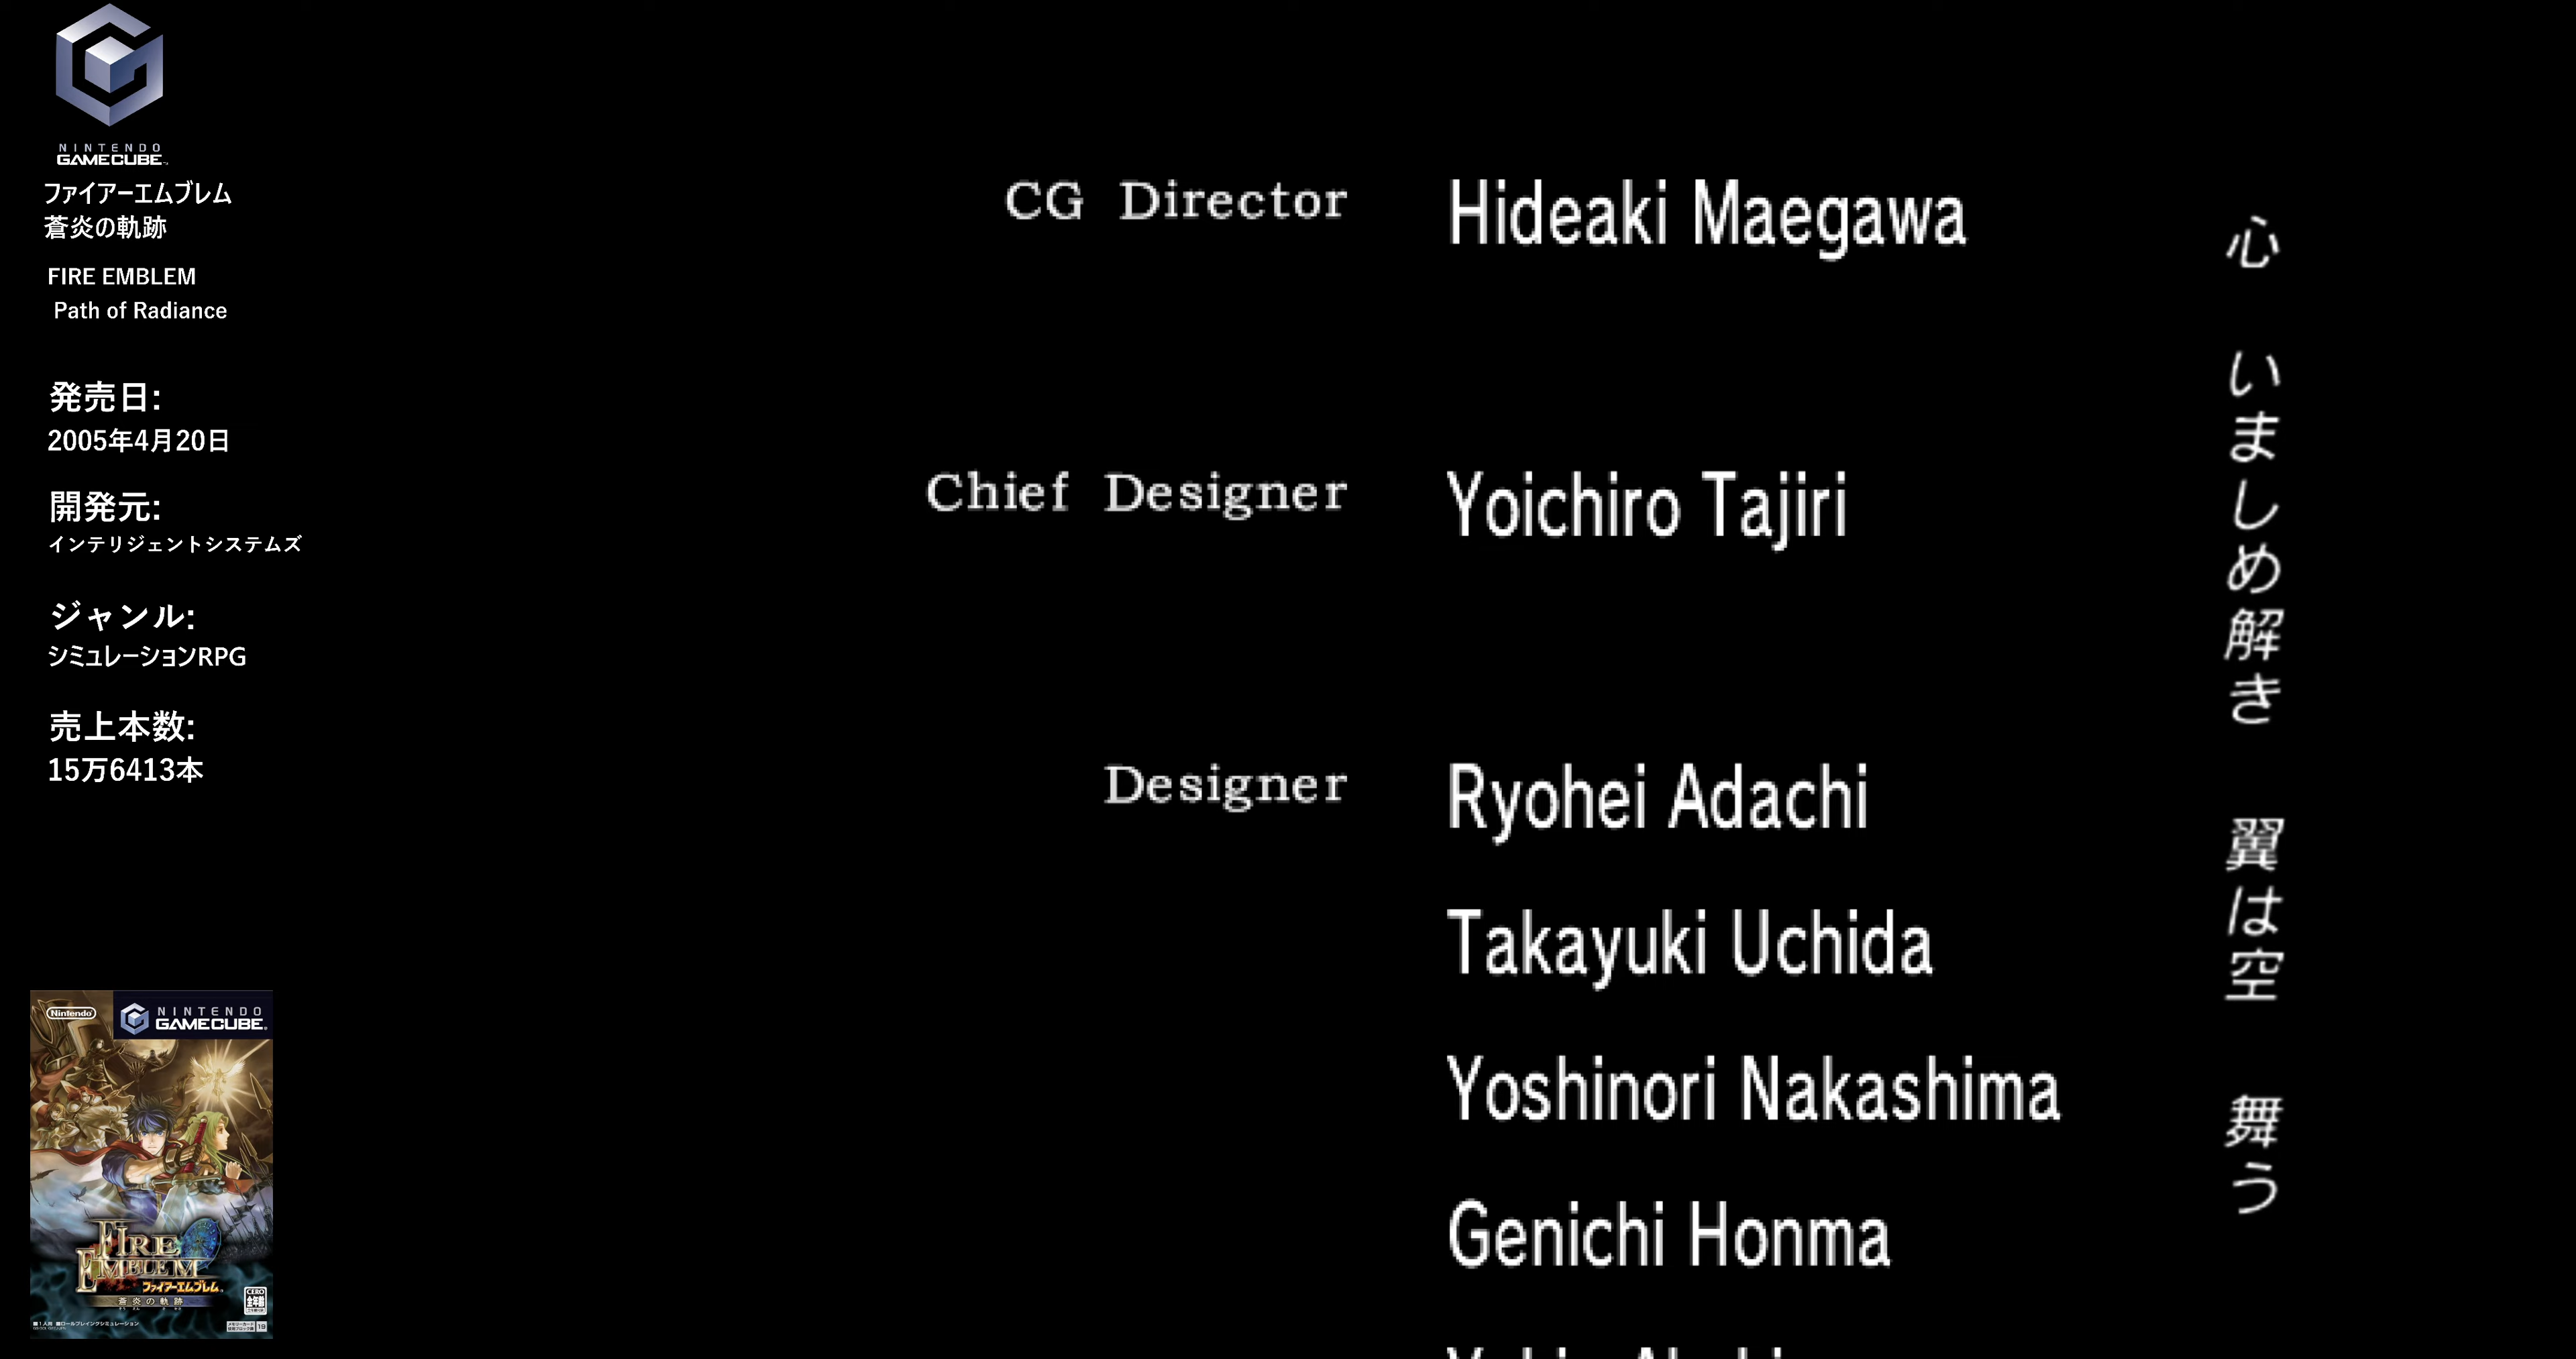 NINTENDO
GAMECUBE
ファイアーエムブレム
蒼炎の軌跡
FIRE EMBLEM
Path of Radiance
発売日:
2005年4月20日
開発元:
インテリジェントシステムズ
ジャンル:
シミュレーションRPG
売上本数:
15万6413本
Nintendo
NINTENDO
GAMECUBE
FIRE
EMBLEM
ファイアーエムブレム
蒼炎の軌跡
CERO
全年齢
CG Director Hideaki Maegawa
Chief Designer Yoichiro Tajiri
Designer Ryohei Adachi
Takayuki Uchida
Yoshinori Nakashima
Genichi Honma
心 いましめ解き 翼は空 舞う